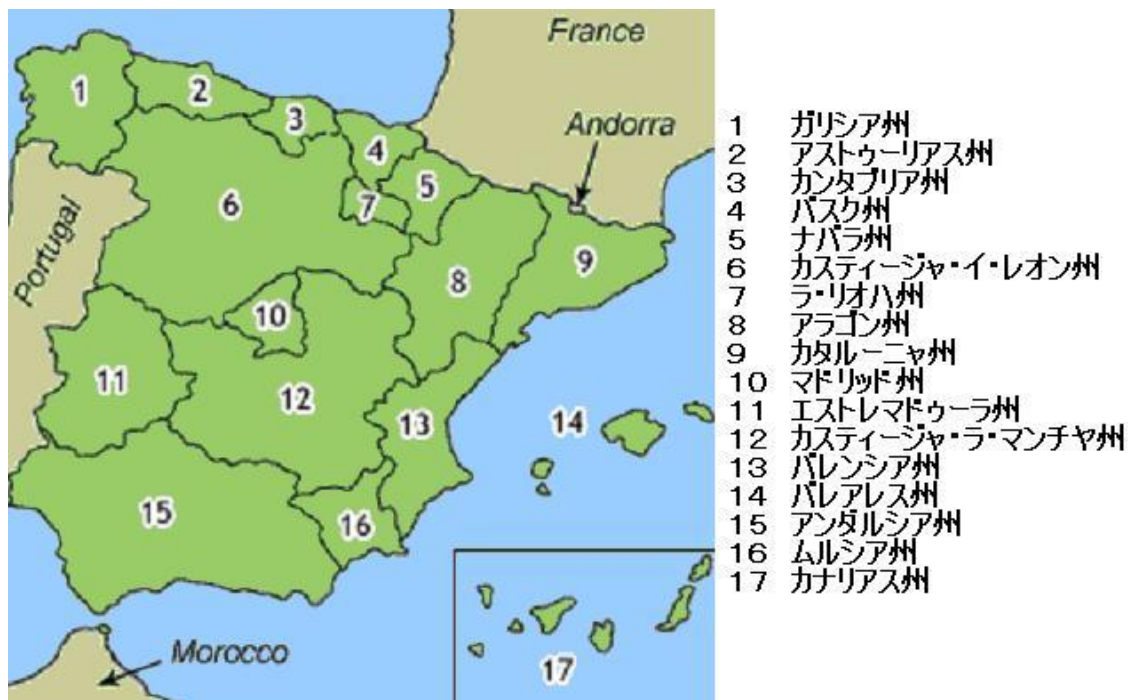 France
Andorra
Portugal
Morocco
1
2
3
4
5
6
7
8
9
10
11
12
13
14
15
16
17
1 ガリシア州
2 アストゥーリアス州
3 カンタブリア州
4 バスク州
5 ナバラ州
6 カスティージャ・イ・レオン州
7 ラ・リオハ州
8 アラゴン州
9 カタルーニャ州
10 マドリッド州
11 エストレマドゥーラ州
12 カスティージャ・ラ・マンチャ州
13 バレンシア州
14 バレアレス州
15 アンダルシア州
16 ムルシア州
17 カナリアス州